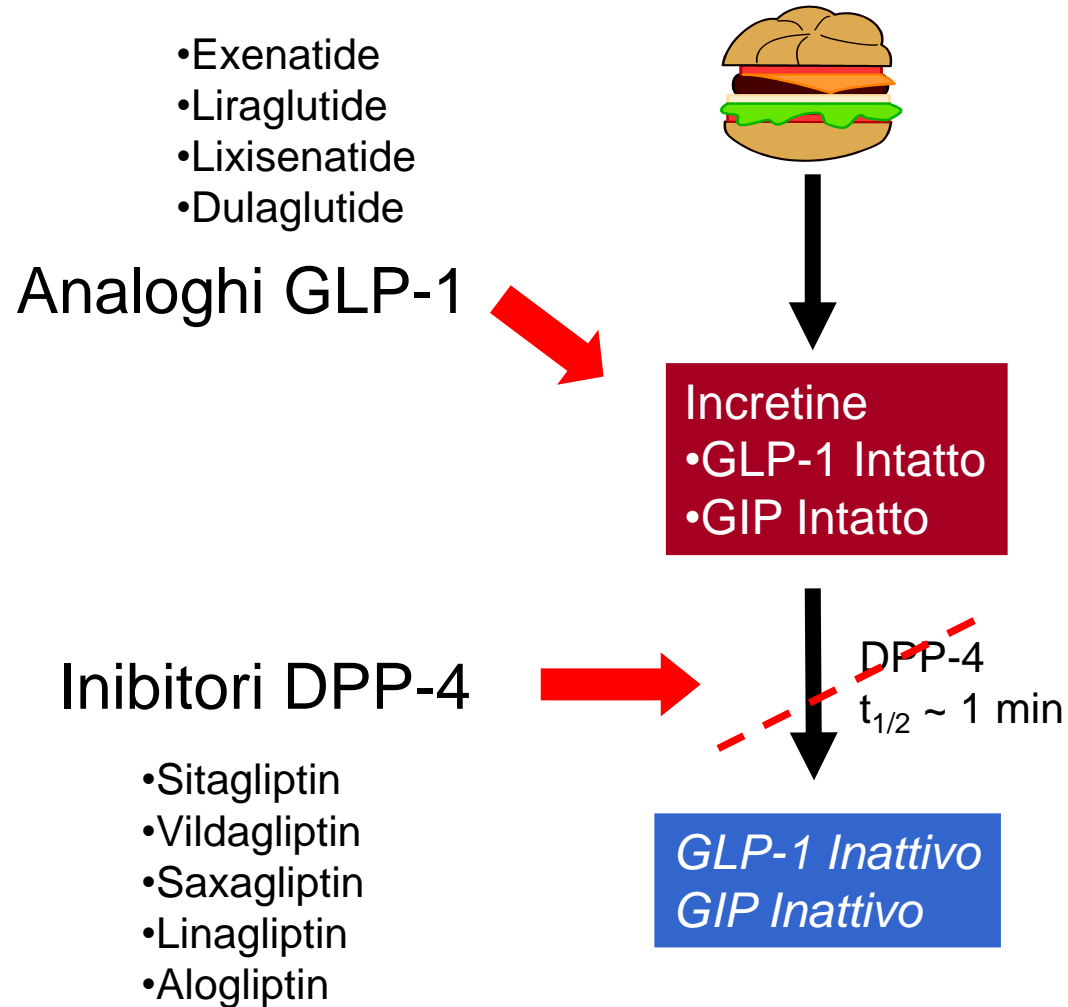 •Exenatide
•Liraglutide
•Lixisenatide
•Dulaglutide
Analoghi GLP-1
Incretine
•GLP-1 Intatto
•GIP Intatto
Inibitori DPP-4
DPP-4
t1/2 ~ 1 min
•Sitagliptin
•Vildagliptin
•Saxagliptin
•Linagliptin
•Alogliptin
GLP-1 Inattivo
GIP Inattivo